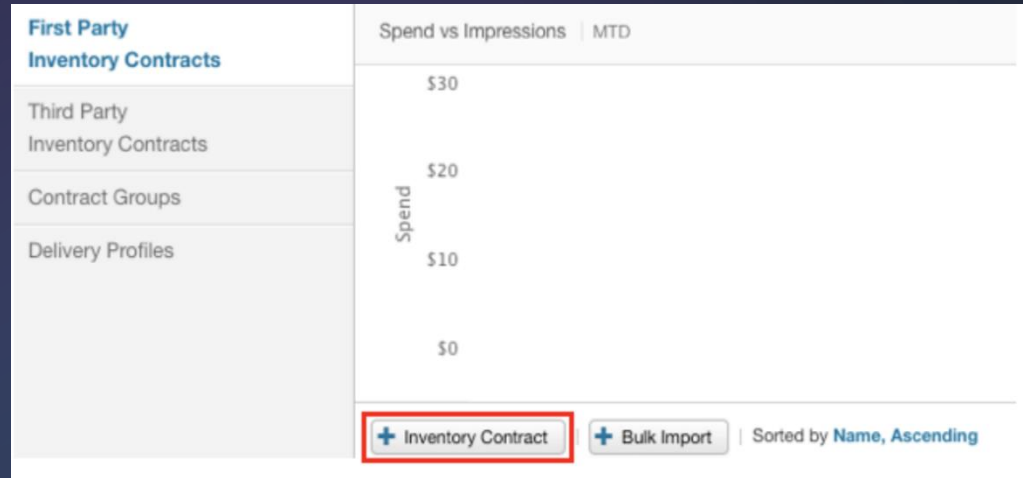 First Party
Inventory Contracts
Third Party
Inventory Contracts
Contract Groups
Delivery Profiles
Spend vs Impressions | MTD
$30
$20
$10
$0
Spend
+ Inventory Contract | + Bulk Import | Sorted by Name, Ascending